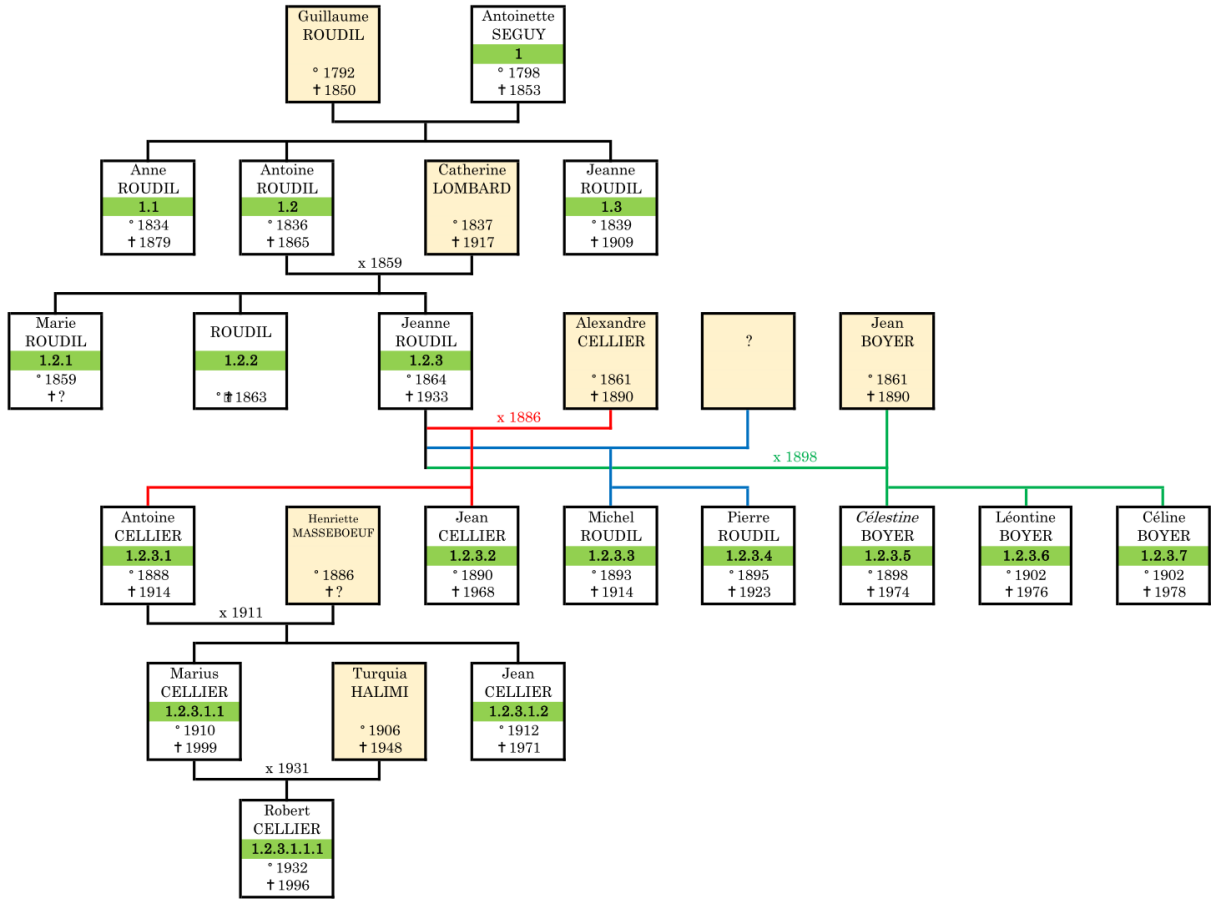 Guillaume
ROUDIL
° 1792
† 1850
Antoinette
SEGUY
1
° 1798
† 1853
Anne
ROUDIL
1.1
° 1834
† 1879
Antoine
ROUDIL
1.2
° 1836
† 1865
Catherine
LOMBARD
° 1837
† 1917
Jeanne
ROUDIL
1.3
° 1839
† 1909
x 1859
Marie
ROUDIL
1.2.1
° 1859
† ?
ROUDIL
1.2.2
° † 1863
Jeanne
ROUDIL
1.2.3
° 1864
† 1933
Alexandre
CELLIER
° 1861
† 1890
?
Jean
BOYER
° 1861
† 1890
x 1886
x 1898
Antoine
CELLIER
1.2.3.1
° 1888
† 1914
Henriette
MASSEBOEUF
° 1886
† ?
Jean
CELLIER
1.2.3.2
° 1890
† 1968
Michel
ROUDIL
1.2.3.3
° 1893
† 1914
Pierre
ROUDIL
1.2.3.4
° 1895
† 1923
Célestine
BOYER
1.2.3.5
° 1898
† 1974
Léontine
BOYER
1.2.3.6
° 1902
† 1976
Céline
BOYER
1.2.3.7
° 1902
† 1978
x 1911
Marius
CELLIER
1.2.3.1.1
° 1910
† 1999
Turquia
HALIMI
° 1906
† 1948
Jean
CELLIER
1.2.3.1.2
° 1912
† 1971
x 1931
Robert
CELLIER
1.2.3.1.1.1
° 1932
† 1996